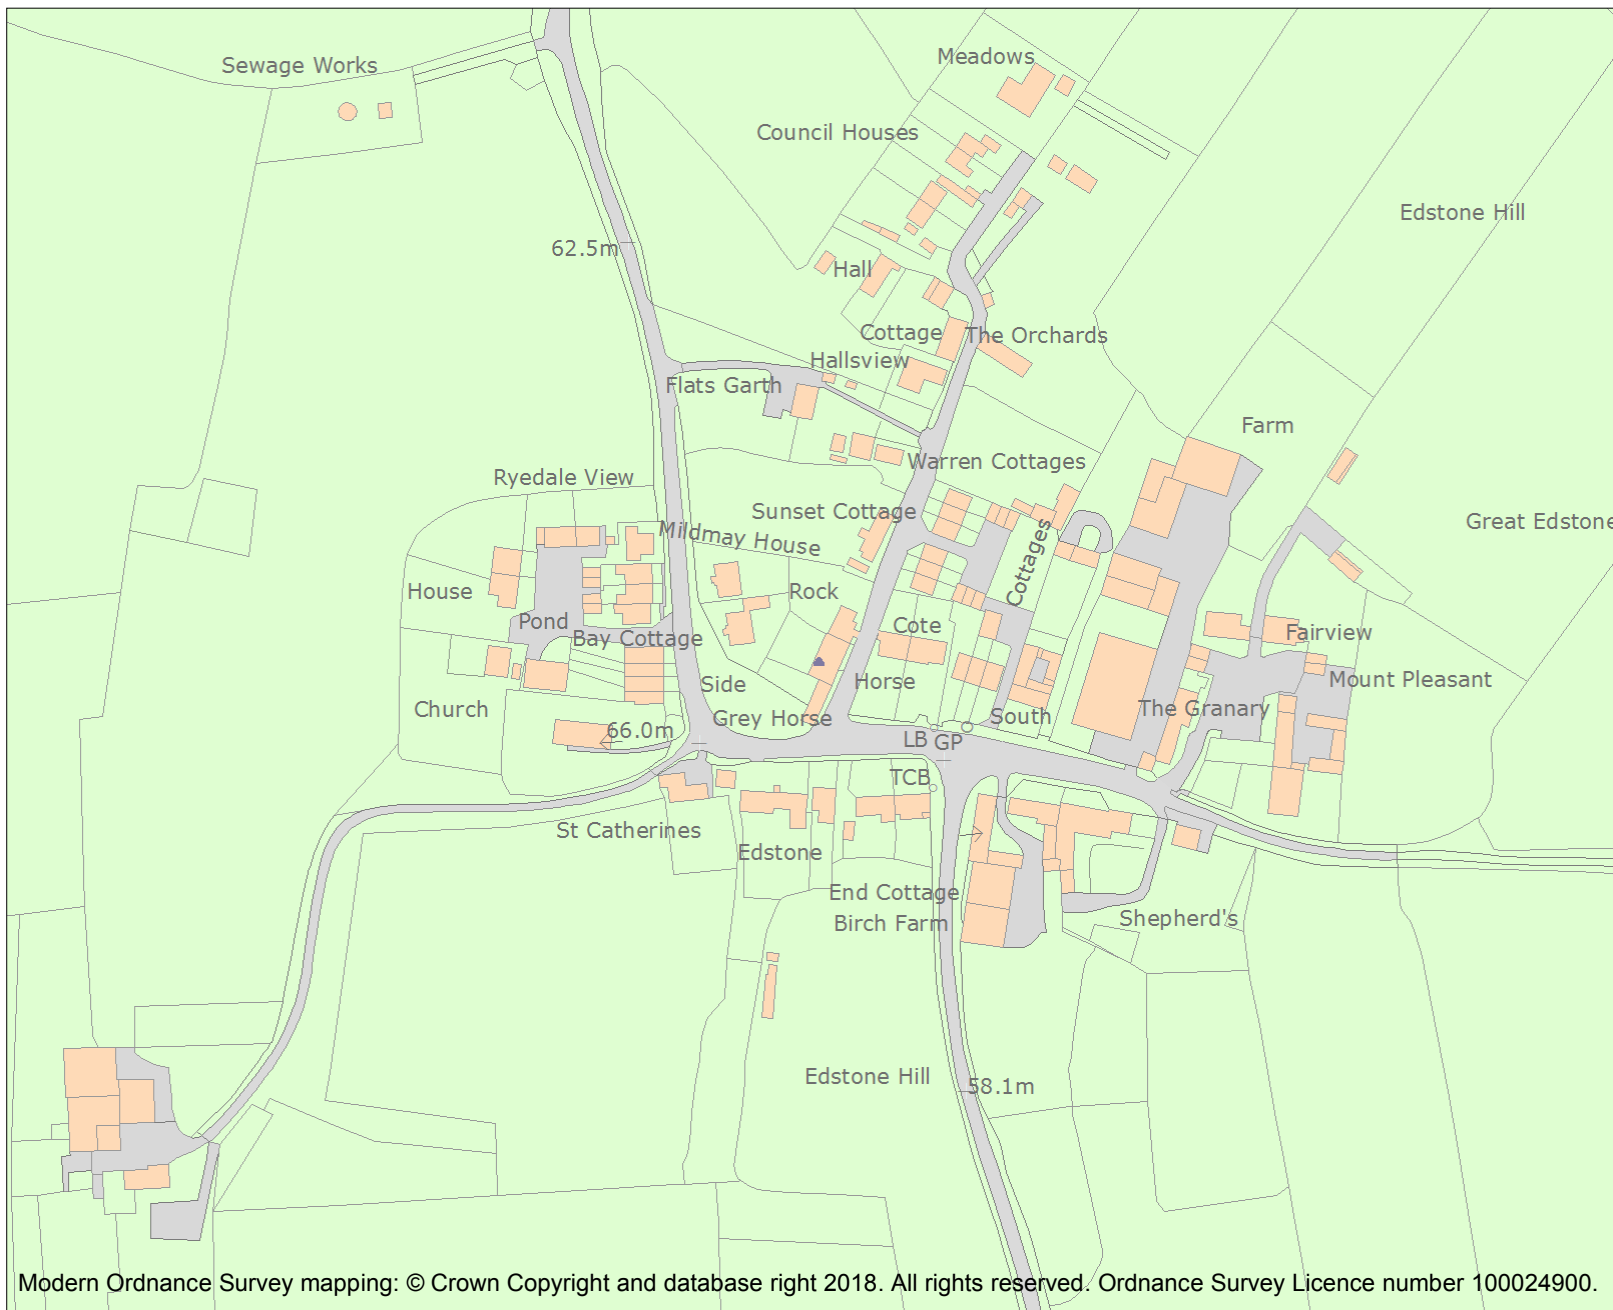 Meadows
Sewage Works
Council Houses
Edstone Hill
62.5m
Hall
Cottage
The Orchards
Hallsview
Flats Garth
Farm
Warren Cottages
Ryedale View
Sunset Cottage
Great Edstone
Mildmay House
Cottages
House
Rock
Pond
Cote
Bay Cottage
Fairview
Side
Horse
Mount Pleasant
Church
The Granary
Grey Horse
South
66.0m
LB
GP
TCB
St Catherines
Edstone
End Cottage
Birch Farm
Shepherd's
Edstone Hill
58.1m
Modern Ordnance Survey mapping: © Crown Copyright and database right 2018. All rights reserved. Ordnance Survey Licence number 100024900.